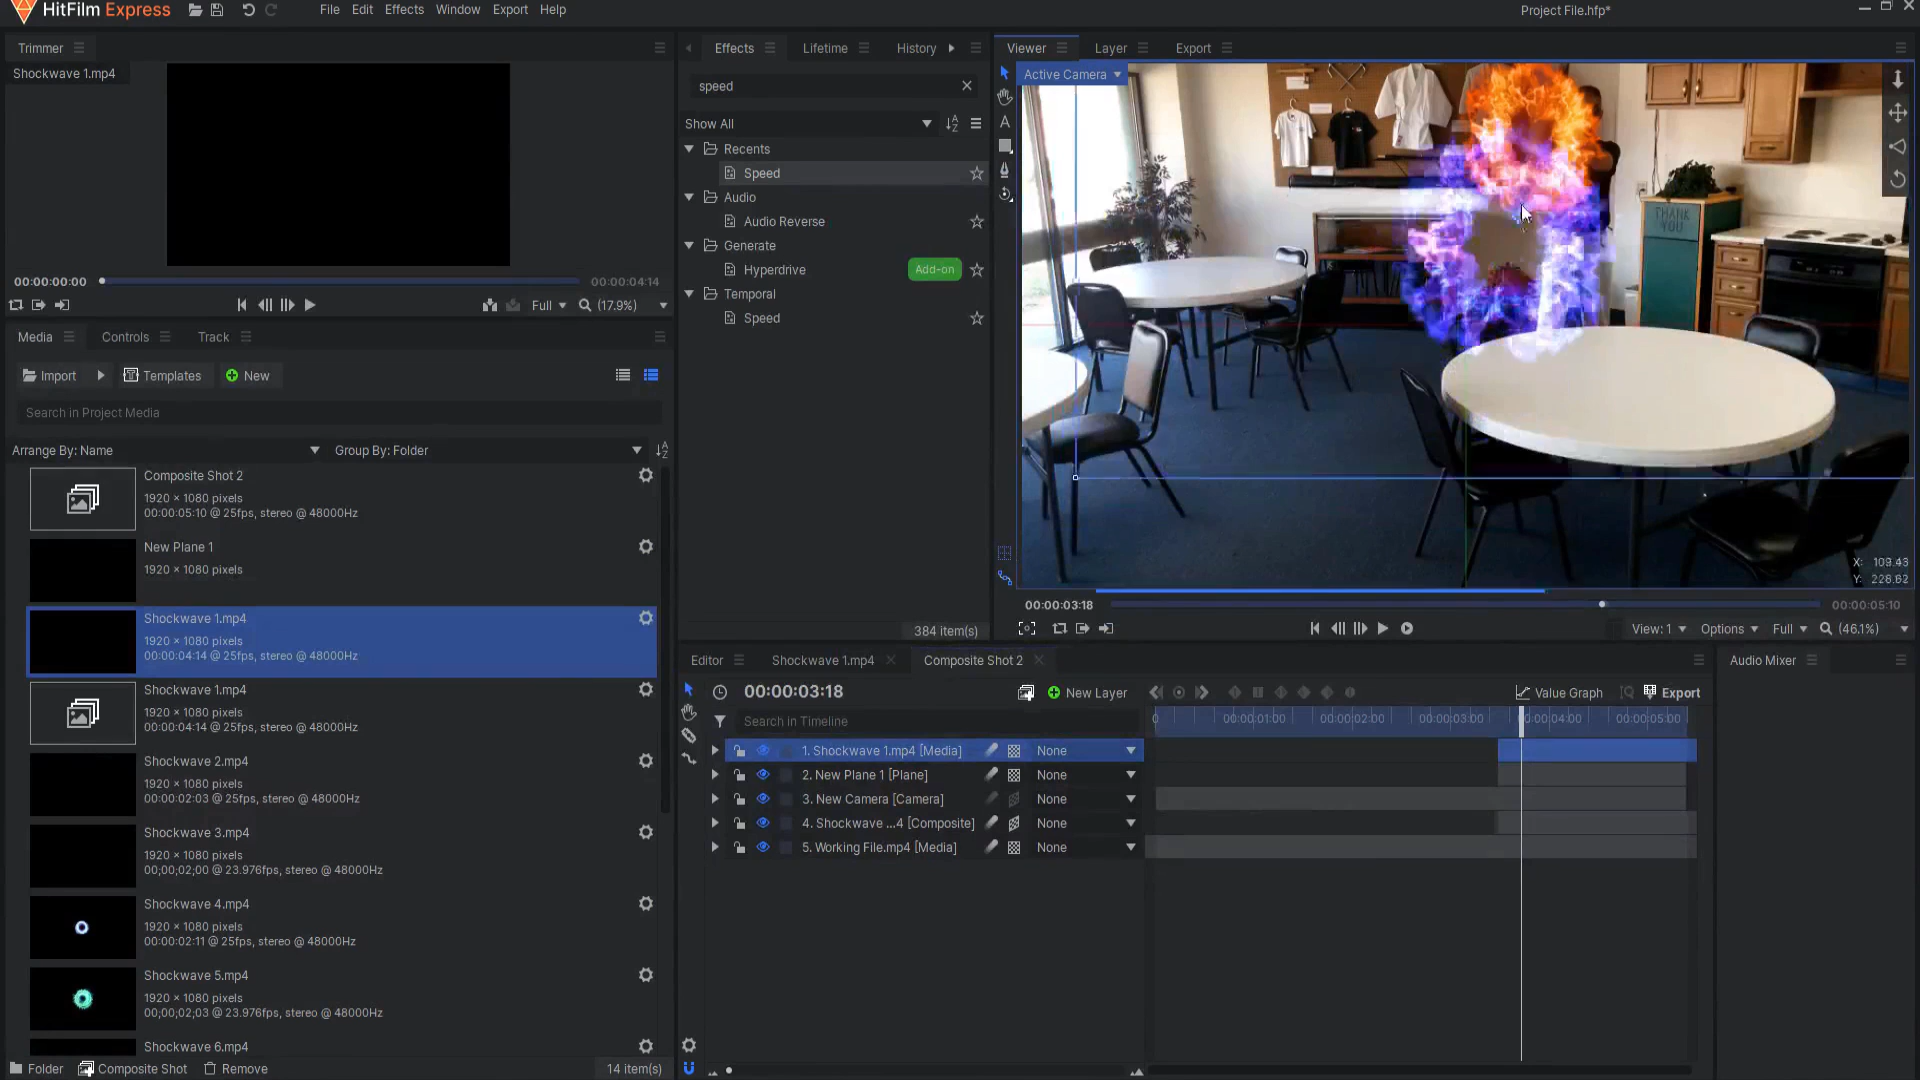 HitFilm Express
File Edit Effects Window Export Help
Project File.hfp*
Trimmer
Shockwave 1.mp4
00:00:00:00
00:00:04:14
Full (17.9%)
Media Controls Track
Import Templates New
Search in Project Media
Arrange By: Name Group By: Folder
Composite Shot 2
1920 × 1080 pixels
00:00:05:10 @ 25fps, stereo @ 48000Hz
New Plane 1
1920 × 1080 pixels
Shockwave 1.mp4
1920 × 1080 pixels
00:00:04:14 @ 25fps, stereo @ 48000Hz
Shockwave 1.mp4
1920 × 1080 pixels
00:00:04:14 @ 25fps, stereo @ 48000Hz
Shockwave 2.mp4
1920 × 1080 pixels
00:00:02:03 @ 25fps, stereo @ 48000Hz
Shockwave 3.mp4
1920 × 1080 pixels
00;00;02;00 @ 23.976fps, stereo @ 48000Hz
Shockwave 4.mp4
1920 × 1080 pixels
00:00:02:11 @ 25fps, stereo @ 48000Hz
Shockwave 5.mp4
1920 × 1080 pixels
00;00;02;03 @ 23.976fps, stereo @ 48000Hz
Shockwave 6.mp4
Folder Composite Shot Remove
14 item(s)
Effects Lifetime History
speed
Show All
Recents
Speed
Audio
Audio Reverse
Generate
Hyperdrive Add-on
Temporal
Speed
384 item(s)
Viewer Layer Export
Active Camera
THANK
YOU
X: 109.43
Y: 226.62
00:00:03:18
00:00:05:10
View: 1 Options Full (46.1%)
Editor Shockwave 1.mp4 Composite Shot 2
Audio Mixer
00:00:03:18
New Layer
Value Graph
Export
Search in Timeline
0 00:00:01:00 00:00:02:00 00:00:03:00 00:00:04:00 00:00:05:00
1. Shockwave 1.mp4 [Media] None
2. New Plane 1 [Plane] None
3. New Camera [Camera] None
4. Shockwave ...4 [Composite] None
5. Working File.mp4 [Media] None